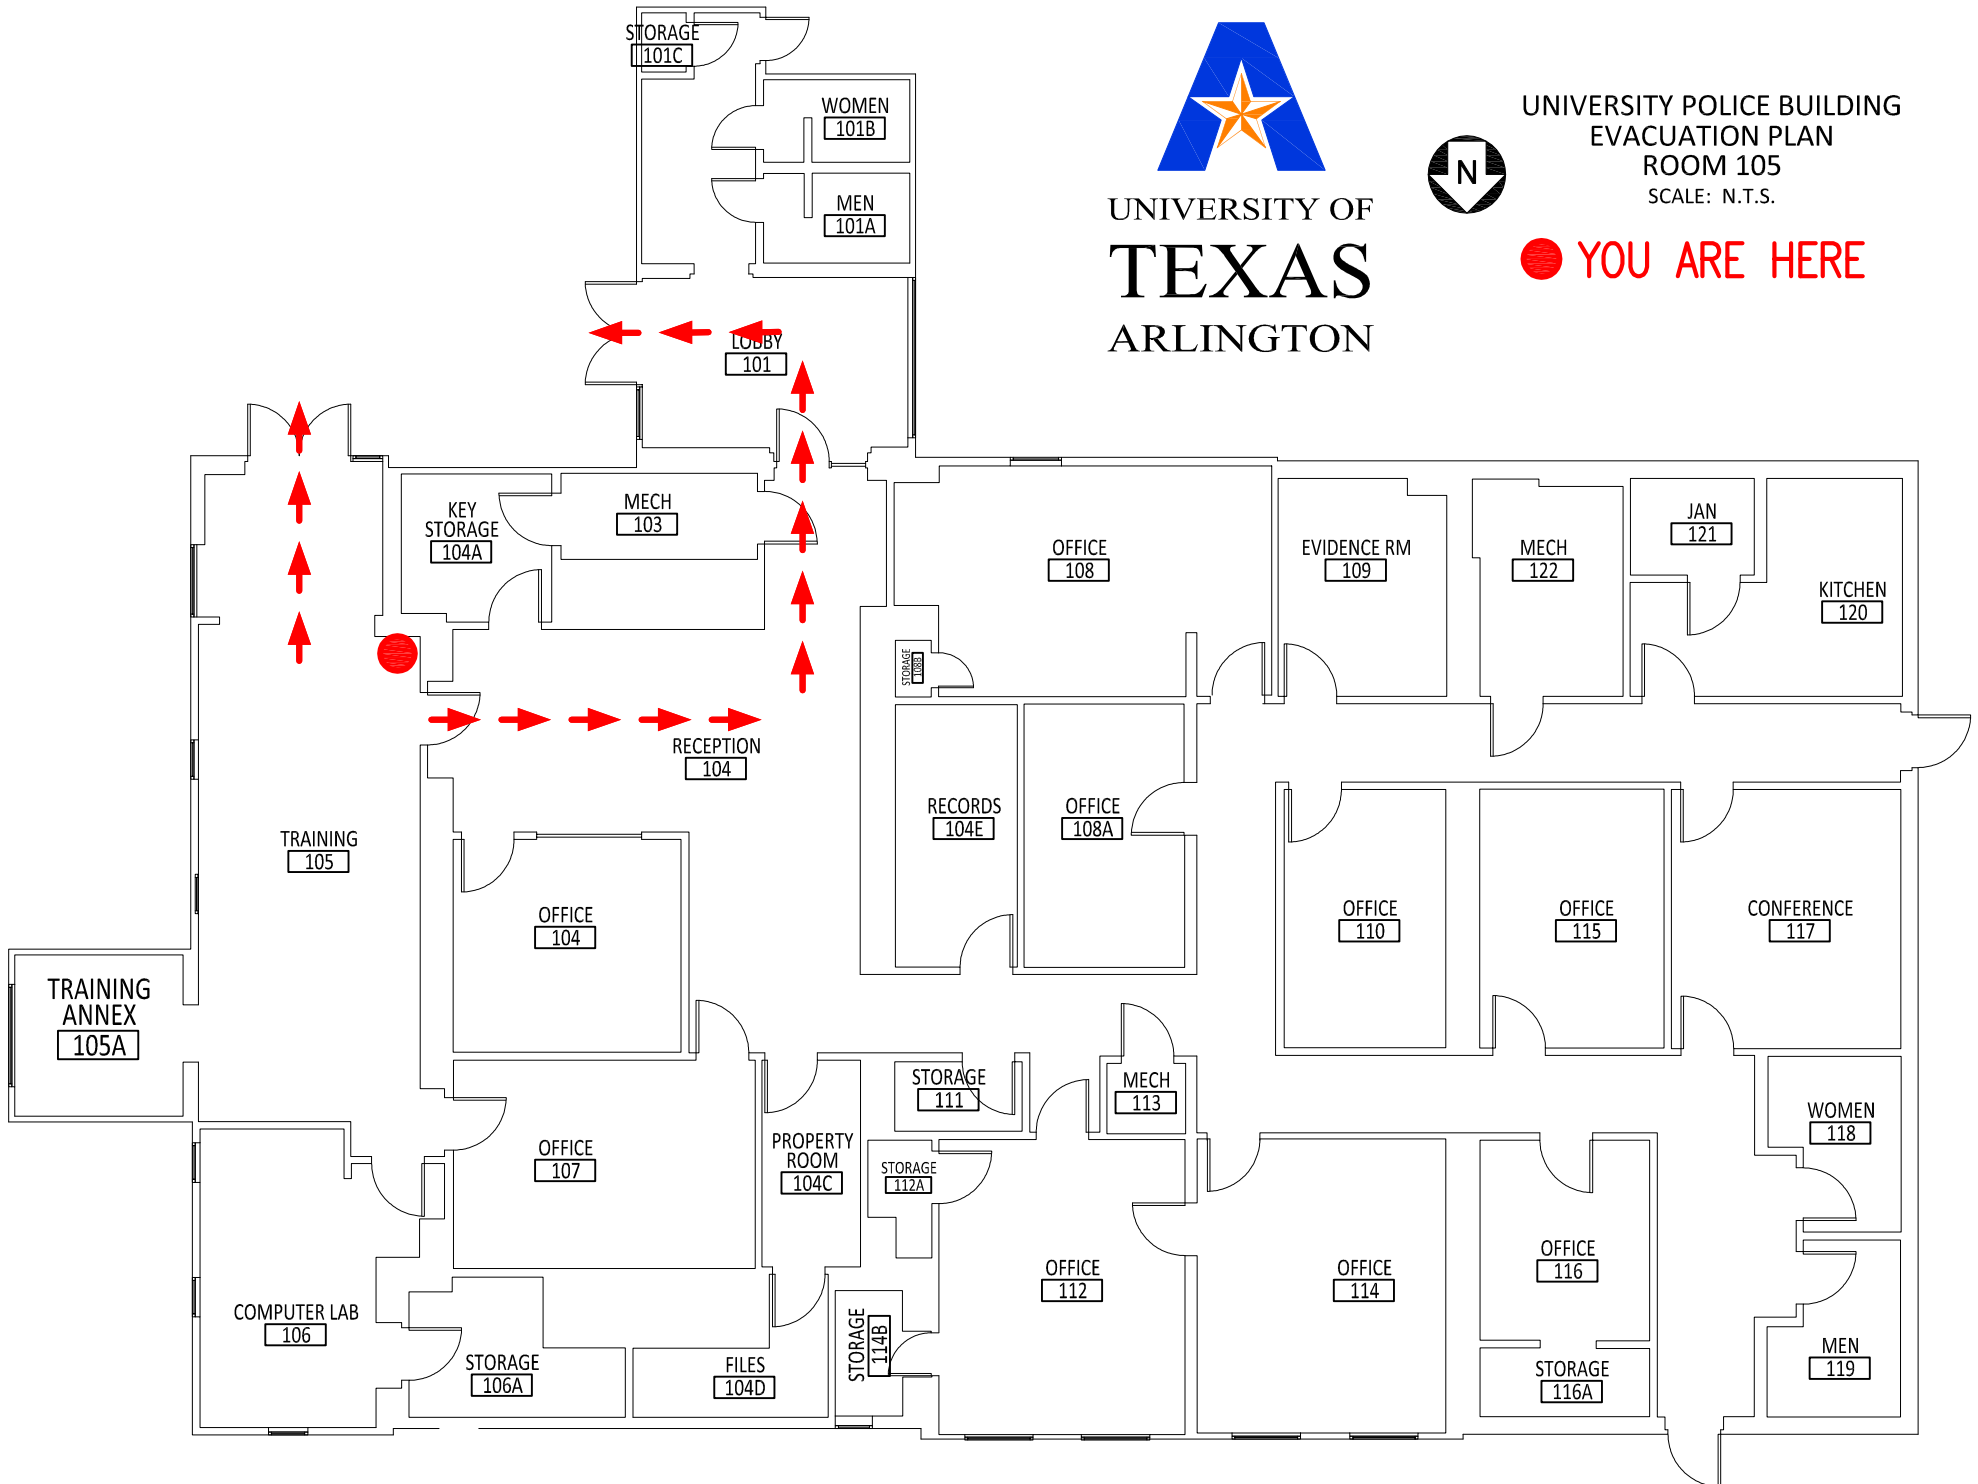 STORAGE
101C
WOMEN
101B
MEN
101A
LOBBY
101
UNIVERSITY OF
TEXAS
ARLINGTON
N
UNIVERSITY POLICE BUILDING
EVACUATION PLAN
ROOM 105
SCALE: N.T.S.
YOU ARE HERE
KEY
STORAGE
104A
MECH
103
OFFICE
108
EVIDENCE RM
109
MECH
122
JAN
121
KITCHEN
120
STORAGE
108B
RECEPTION
104
TRAINING
105
RECORDS
104E
OFFICE
108A
OFFICE
104
OFFICE
110
OFFICE
115
CONFERENCE
117
TRAINING
ANNEX
105A
STORAGE
111
MECH
113
WOMEN
118
OFFICE
107
PROPERTY
ROOM
104C
STORAGE
112A
OFFICE
112
OFFICE
114
OFFICE
116
COMPUTER LAB
106
STORAGE
106A
FILES
104D
STORAGE
114B
STORAGE
116A
MEN
119